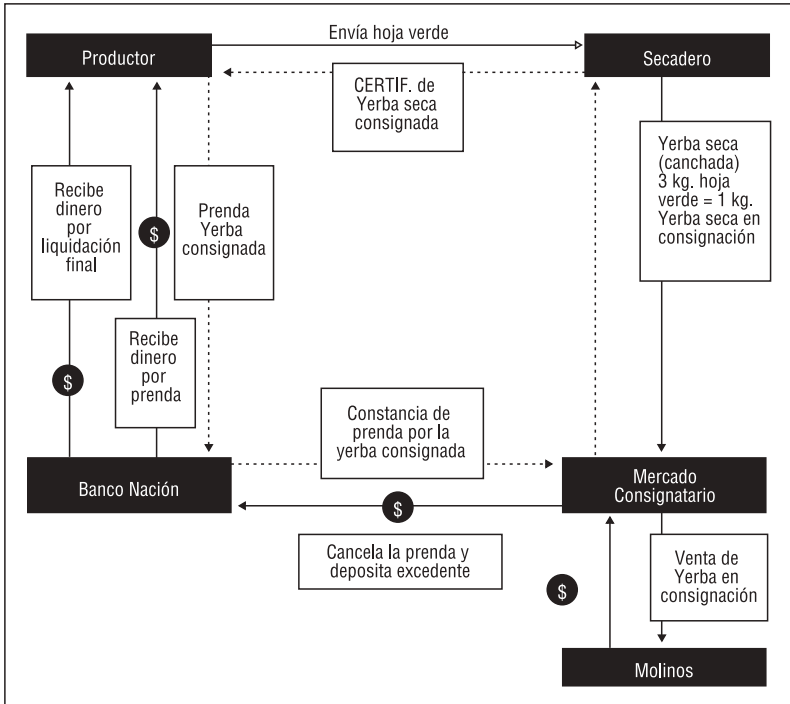 Envía hoja verde
Productor
Secadero
CERTIF. de
Yerba seca
consignada
Yerba seca
(canchada)
3 kg. hoja
verde = 1 kg.
Yerba seca en
consignación
Recibe
dinero
por
liquidación
final
$
Prenda
Yerba
consignada
Recibe
dinero
por
prenda
$
Constancia de
prenda por la
yerba consignada
Banco Nación
Mercado
Consignatario
$
Cancela la prenda y
deposita excedente
Venta de
Yerba en
consignación
$
Molinos